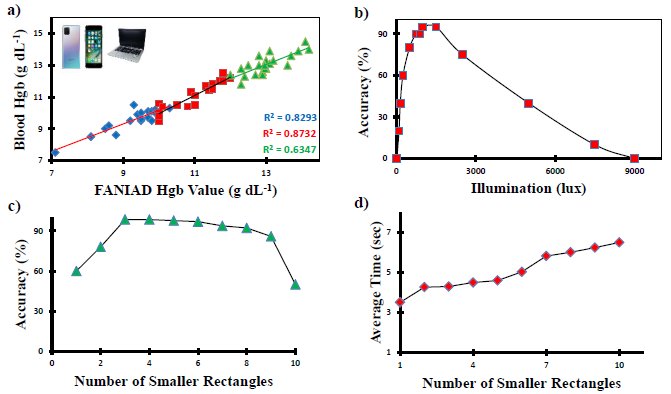 a)
Blood Hgb (g dL-1)
15
13
11
9
7
7 9 11 13
R² = 0.8293
R² = 0.8732
R² = 0.6347
FANIAD Hgb Value (g dL-1)
b)
Accuracy (%)
90
60
30
0
0 3000 6000 9000
Illumination (lux)
c)
Accuracy (%)
90
60
30
0
0 2 4 6 8 10
Number of Smaller Rectangles
d)
Average Time (sec)
7
5
3
1
1 4 7 10
Number of Smaller Rectangles